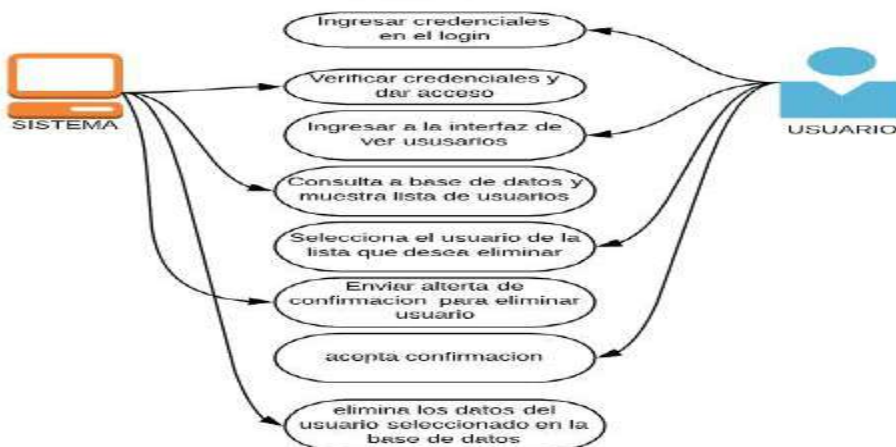 Ingresar credenciales
en el login
Verificar credenciales y
dar acceso
SISTEMA
Ingresar a la interfaz de
ver ususarios
USUARIO
Consulta a base de datos y
muestra lista de usuarios
Selecciona el usuario de la
lista que desea eliminar
Enviar alterta de
confirmacion para eliminar
usuario
acepta confirmacion
elimina los datos del
usuario seleccionado en la
base de datos